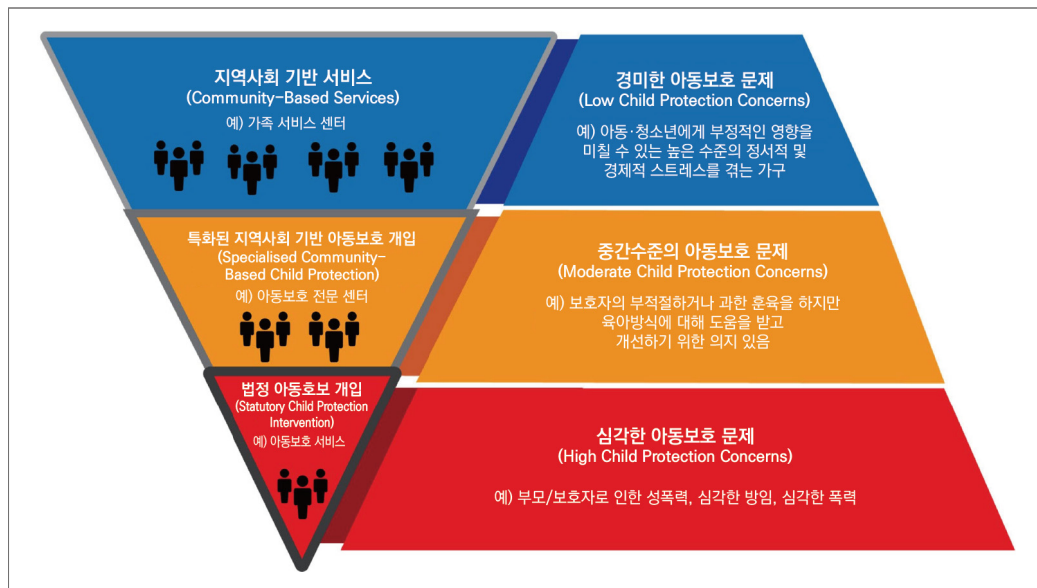 지역사회 기반 서비스
(Community-Based Services)
예) 가족 서비스 센터
경미한 아동보호 문제
(Low Child Protection Concerns)
예) 아동·청소년에게 부정적인 영향을
미칠 수 있는 높은 수준의 정서적 및
경제적 스트레스를 겪는 가구
특화된 지역사회 기반 아동보호 개입
(Specialised Community-
Based Child Protection)
예) 아동보호 전문 센터
중간수준의 아동보호 문제
(Moderate Child Protection Concerns)
예) 보호자의 부적절하거나 과한 훈육을 하지만
육아방식에 대해 도움을 받고
개선하기 위한 의지 있음
법정 아동호보 개입
(Statutory Child Protection
Intervention)
예) 아동보호 서비스
심각한 아동보호 문제
(High Child Protection Concerns)
예) 부모/보호자로 인한 성폭력, 심각한 방임, 심각한 폭력